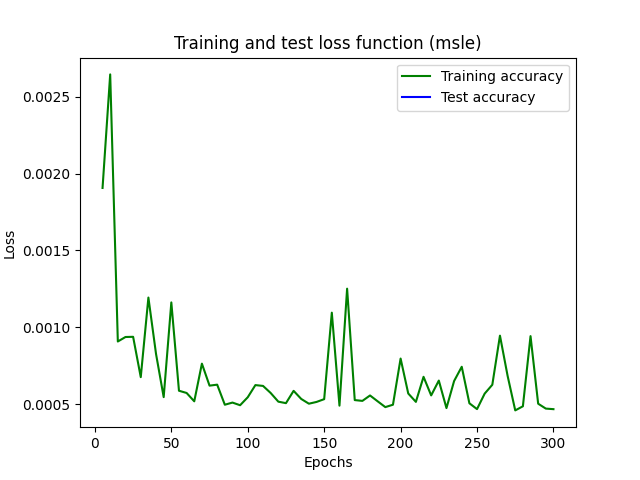 Training and test loss function (msle)
Training accuracy
Test accuracy
0.0025
0.0020
0.0015
0.0010
0.0005
Loss
0 50 100 150 200 250 300
Epochs